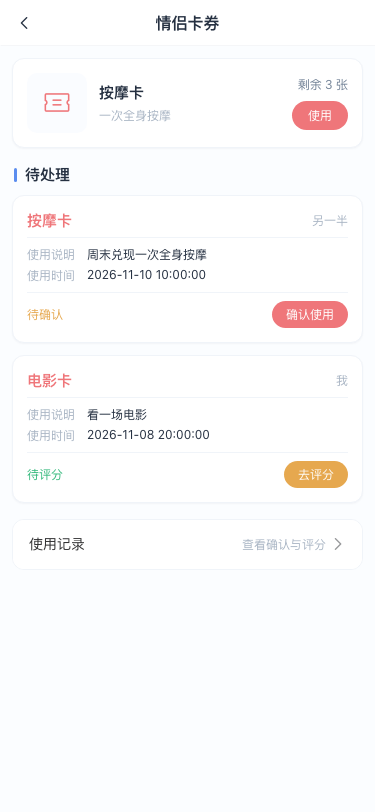 情侣卡券
按摩卡
一次全身按摩
剩余 3 张
使用
待处理
按摩卡
另一半
使用说明 周末兑现一次全身按摩
使用时间 2026-11-10 10:00:00
待确认
确认使用
电影卡
我
使用说明 看一场电影
使用时间 2026-11-08 20:00:00
待评分
去评分
使用记录
查看确认与评分